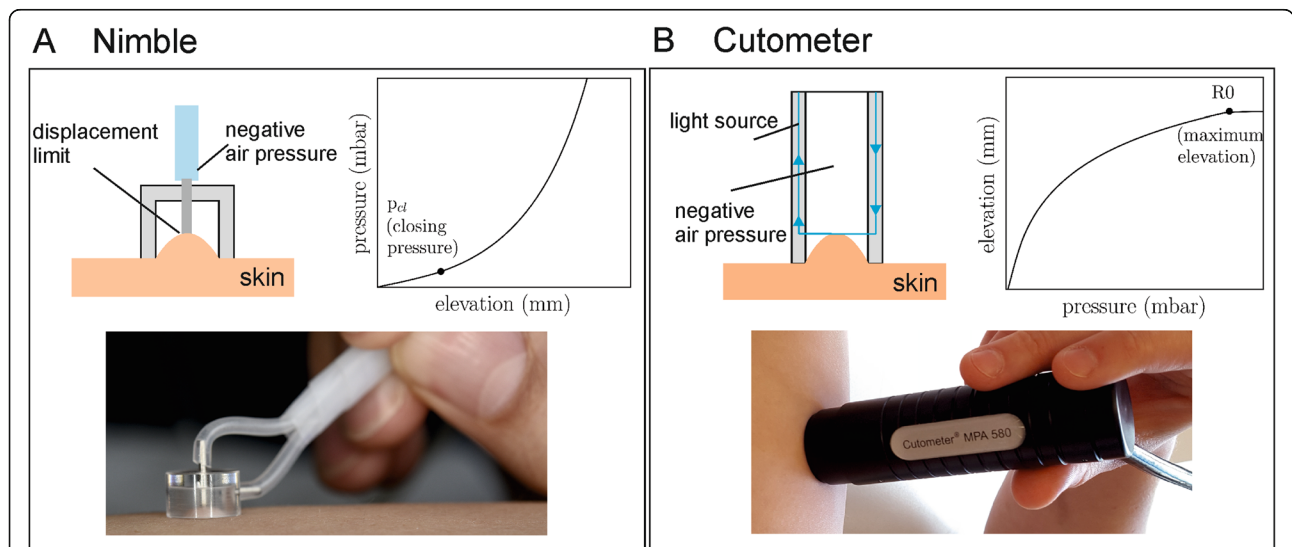 A Nimble
displacement
limit
negative
air pressure
skin
pressure (mbar)
p_cl
(closing
pressure)
elevation (mm)
B Cutometer
light source
negative
air pressure
skin
elevation (mm)
R0
(maximum
elevation)
pressure (mbar)
Cutometer® MPA 580